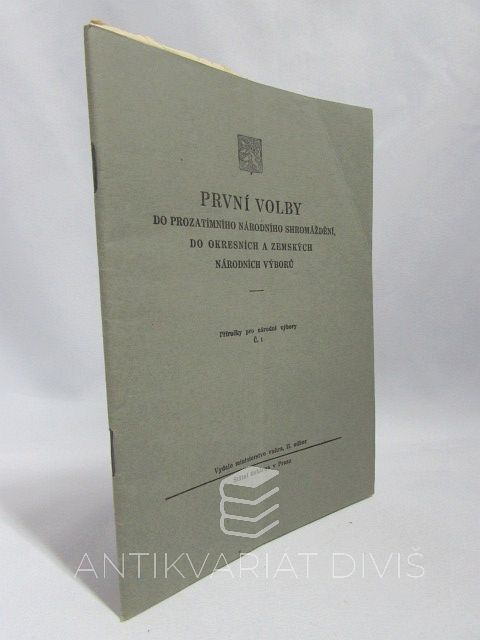 PRVNÍ VOLBY
DO PROZATÍMNÍHO NÁRODNÍHO SHROMÁŽDĚNÍ,
DO OKRESNÍCH A ZEMSKÝCH
NÁRODNÍCH VÝBORŮ
Příručky pro národní výbory
Č. 1
Vydalo ministerstvo vnitra, II. odbor
v Praze
ANTIKVARIÁT DIVIŠ